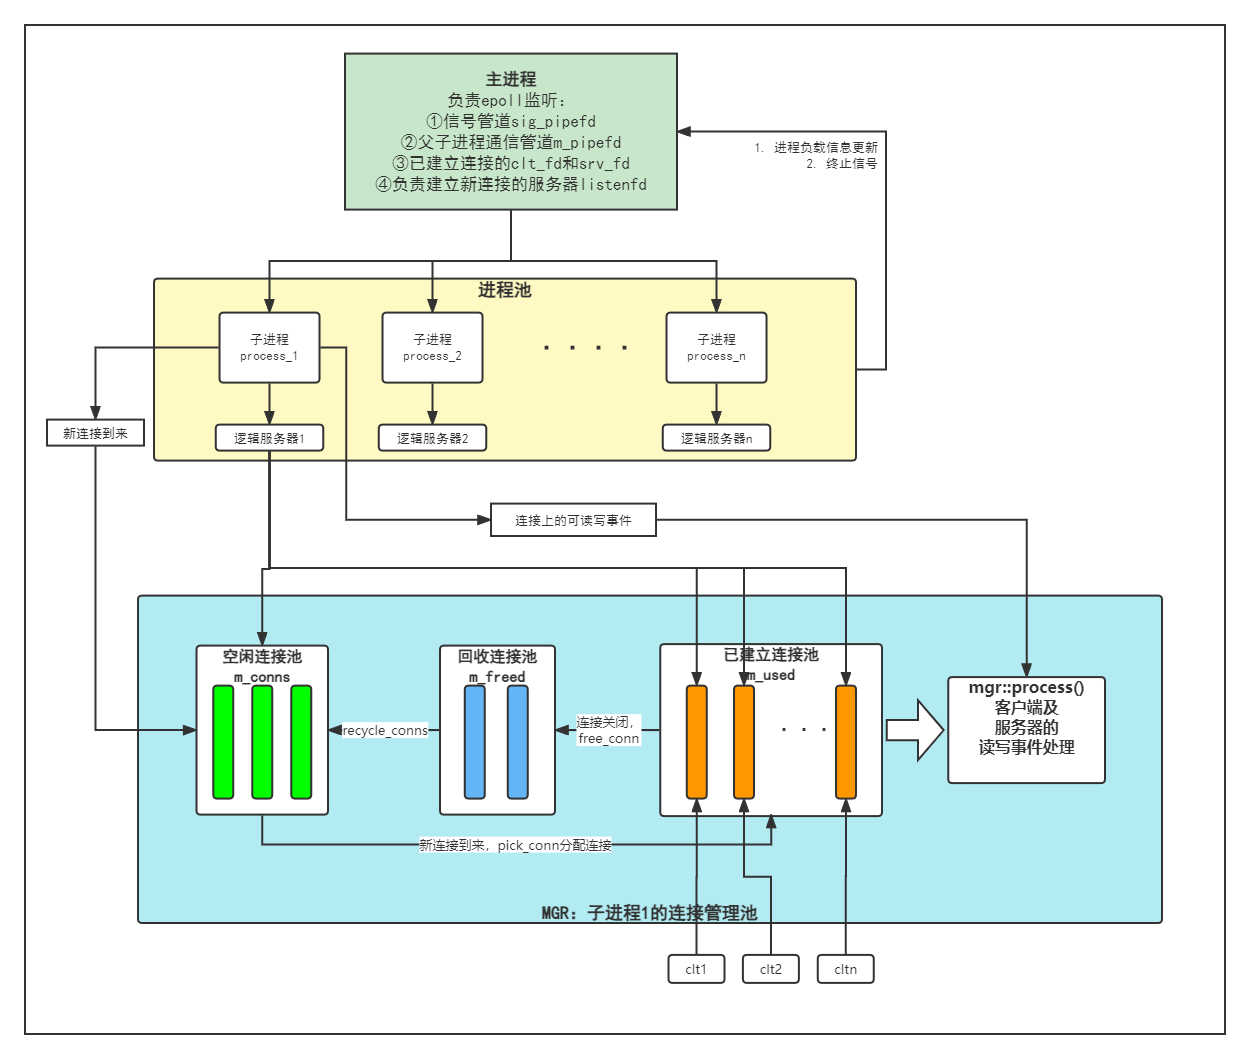 主进程
负责epoll监听：
①信号管道sig_pipefd
②父子进程通信管道m_pipefd
③已建立连接的clt_fd和srv_fd
④负责建立新连接的服务器listenfd
1. 进程负载信息更新
2. 终止信号
进程池
子进程
process_1
子进程
process_2
. . . .
子进程
process_n
新连接到来
逻辑服务器1
逻辑服务器2
逻辑服务器n
连接上的可读写事件
空闲连接池
m_conns
回收连接池
m_freed
已建立连接池
m_used
mgr::process()
客户端及
服务器的
读写事件处理
recycle_conns
连接关闭，
free_conn
. . .
新连接到来，pick_conn分配连接
MGR：子进程1的连接管理池
clt1
clt2
cltn